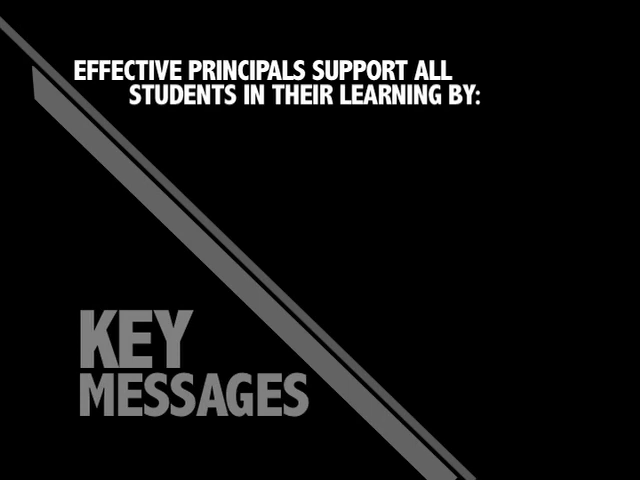 EFFECTIVE PRINCIPALS SUPPORT ALL
STUDENTS IN THEIR LEARNING BY:
KEY
MESSAGES